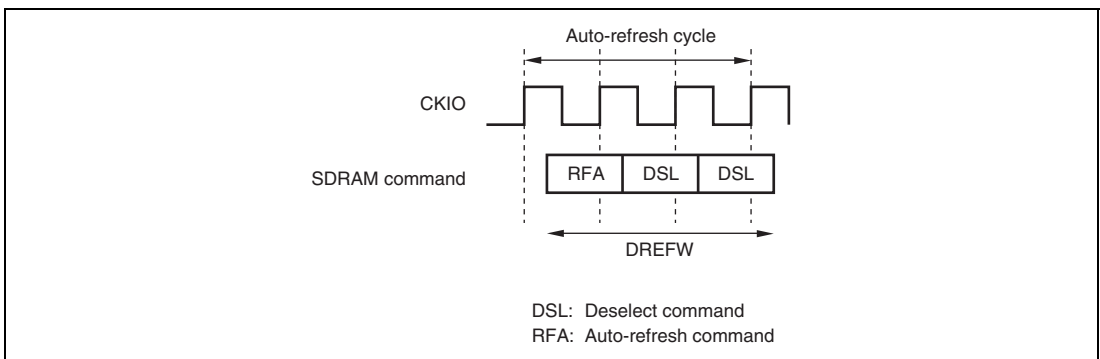 Auto-refresh cycle
CKIO
SDRAM command
RFA DSL DSL
DREFW
DSL: Deselect command
RFA: Auto-refresh command